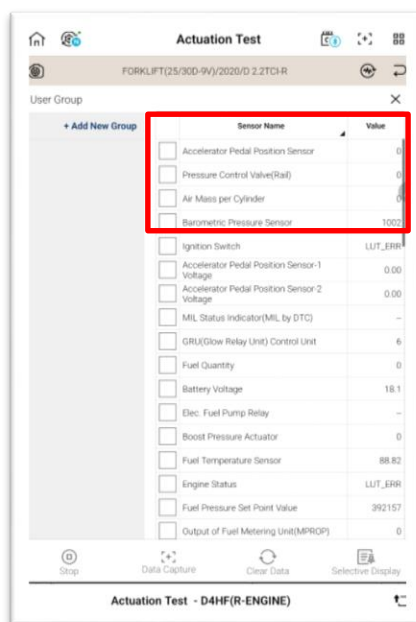 Actuation Test
FORKLIFT(25/30D-9V)/2020/D 2.2TCI-R
User Group
+ Add New Group
Sensor Name Value
Accelerator Pedal Position Sensor 0
Pressure Control Valve(Rail) 0
Air Mass per Cylinder 0
Barometric Pressure Sensor 1002
Ignition Switch LUT_ERR
Accelerator Pedal Position Sensor-1
Voltage 0.00
Accelerator Pedal Position Sensor-2
Voltage 0.00
MIL Status Indicator(MIL by DTC) --
GRU(Glow Relay Unit) Control Unit 6
Fuel Quantity 0
Battery Voltage 18.1
Elec. Fuel Pump Relay --
Boost Pressure Actuator 0
Fuel Temperature Sensor 88.82
Engine Status LUT_ERR
Fuel Pressure Set Point Value 392157
Output of Fuel Metering Unit(MPROP) 0
Stop Data Capture Clear Data Selective Display
Actuation Test - D4HF(R-ENGINE)